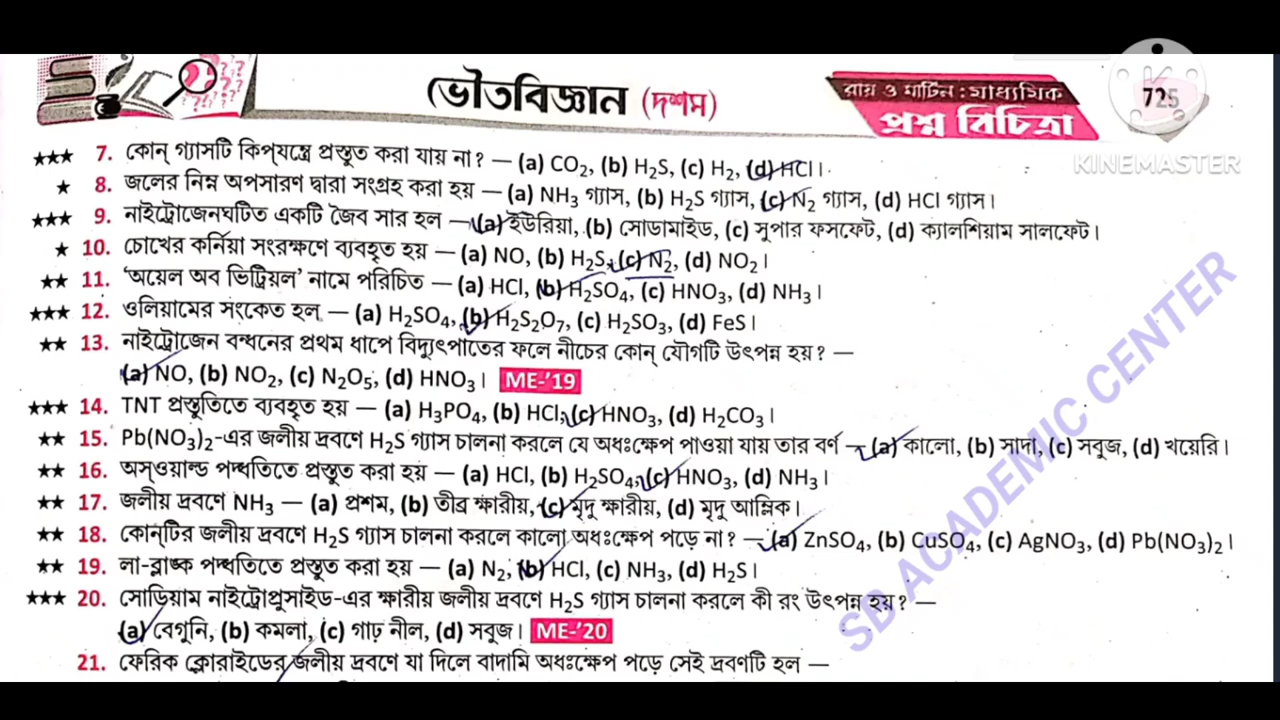 ভৌতবিজ্ঞান (দশম)
রায় ও মার্টিন : মাধ্যমিক
প্রশ্ন বিচিত্রা
725
KINEMASTER
★★★ 7. কোন্ গ্যাসটি কিপ্‌যন্ত্রে প্রস্তুত করা যায় না? — (a) CO₂, (b) H₂S, (c) H₂, (d) HCl।
★ 8. জলের নিম্ন অপসারণ দ্বারা সংগ্রহ করা হয় — (a) NH₃ গ্যাস, (b) H₂S গ্যাস, (c) N₂ গ্যাস, (d) HCl গ্যাস।
★★★ 9. নাইট্রোজেনঘটিত একটি জৈব সার হল — (a) ইউরিয়া, (b) সোডামাইড, (c) সুপার ফসফেট, (d) ক্যালশিয়াম সালফেট।
★ 10. চোখের কর্নিয়া সংরক্ষণে ব্যবহৃত হয় — (a) NO, (b) H₂S, (c) N₂, (d) NO₂।
★★ 11. ‘অয়েল অব ভিট্রিয়ল’ নামে পরিচিত — (a) HCl, (b) H₂SO₄, (c) HNO₃, (d) NH₃।
★★★ 12. ওলিয়ামের সংকেত হল — (a) H₂SO₄, (b) H₂S₂O₇, (c) H₂SO₃, (d) FeS।
★★ 13. নাইট্রোজেন বন্ধনের প্রথম ধাপে বিদ্যুৎপাতের ফলে নীচের কোন্ যৌগটি উৎপন্ন হয়? —
(a) NO, (b) NO₂, (c) N₂O₅, (d) HNO₃। ME-’19
★★★ 14. TNT প্রস্তুতিতে ব্যবহৃত হয় — (a) H₃PO₄, (b) HCl, (c) HNO₃, (d) H₂CO₃।
★★ 15. Pb(NO₃)₂-এর জলীয় দ্রবণে H₂S গ্যাস চালনা করলে যে অধঃক্ষেপ পাওয়া যায় তার বর্ণ — (a) কালো, (b) সাদা, (c) সবুজ, (d) খয়েরি।
★★ 16. অস্‌ওয়াল্ড পদ্ধতিতে প্রস্তুত করা হয় — (a) HCl, (b) H₂SO₄, (c) HNO₃, (d) NH₃।
★★ 17. জলীয় দ্রবণে NH₃ — (a) প্রশম, (b) তীব্র ক্ষারীয়, (c) মৃদু ক্ষারীয়, (d) মৃদু আম্লিক।
★★ 18. কোন্‌টির জলীয় দ্রবণে H₂S গ্যাস চালনা করলে কালো অধঃক্ষেপ পড়ে না? — (a) ZnSO₄, (b) CuSO₄, (c) AgNO₃, (d) Pb(NO₃)₂।
★★ 19. লা-ব্লাঙ্ক পদ্ধতিতে প্রস্তুত করা হয় — (a) N₂, (b) HCl, (c) NH₃, (d) H₂S।
★★★ 20. সোডিয়াম নাইট্রোপ্রুসাইড-এর ক্ষারীয় জলীয় দ্রবণে H₂S গ্যাস চালনা করলে কী রং উৎপন্ন হয়? —
(a) বেগুনি, (b) কমলা, (c) গাঢ় নীল, (d) সবুজ। ME-’20
21. ফেরিক ক্লোরাইডের জলীয় দ্রবণে যা দিলে বাদামি অধঃক্ষেপ পড়ে সেই দ্রবণটি হল —
SB ACADEMIC CENTER